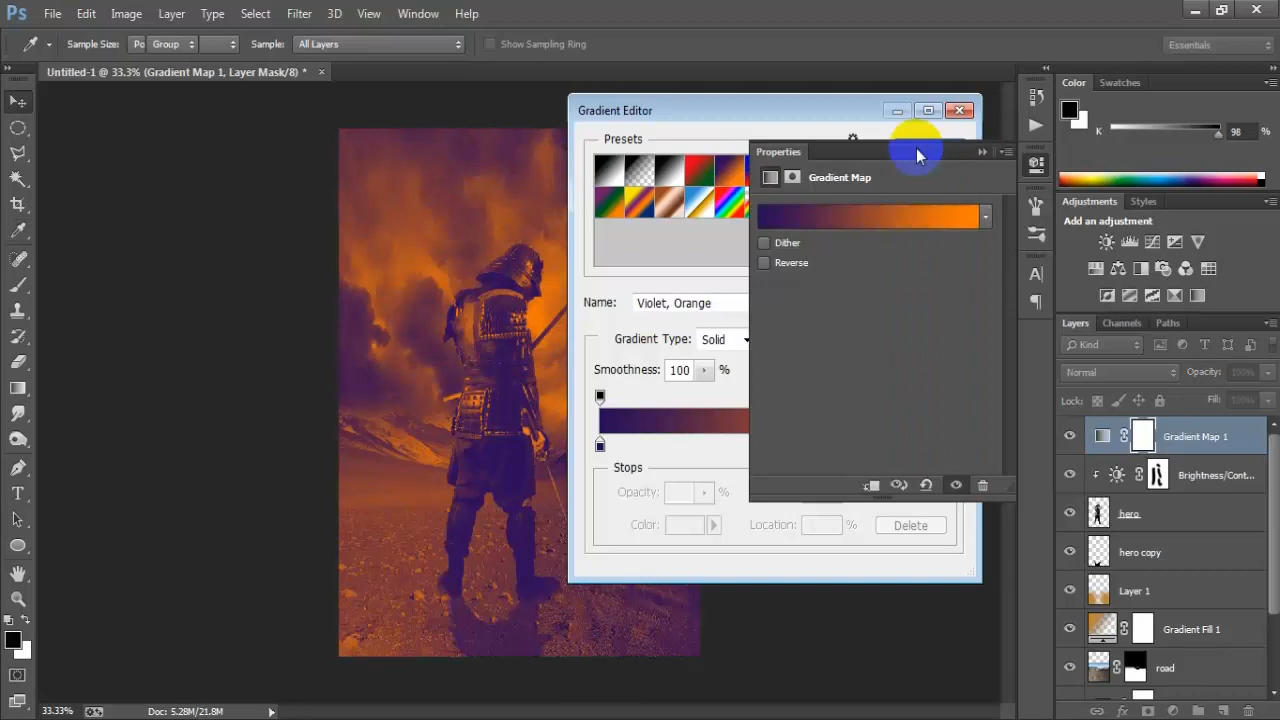 Ps File Edit Image Layer Type Select Filter 3D View Window Help
Sample Size: Po Group Sample: All Layers Show Sampling Ring Essentials
Untitled-1 @ 33.3% (Gradient Map 1, Layer Mask/8) * ×
Color Swatches
K 98 %
Gradient Editor
Presets
Properties
Gradient Map
Dither
Reverse
Name: Violet, Orange
Gradient Type: Solid
Smoothness: 100 %
Stops
Opacity: %
Color: Location: % Delete
Adjustments Styles
Add an adjustment
Layers Channels Paths
Kind
Normal Opacity: 100%
Lock: Fill: 100%
Gradient Map 1
Brightness/Cont...
hero
hero copy
Layer 1
Gradient Fill 1
road
33.33% Doc: 5.28M/21.8M